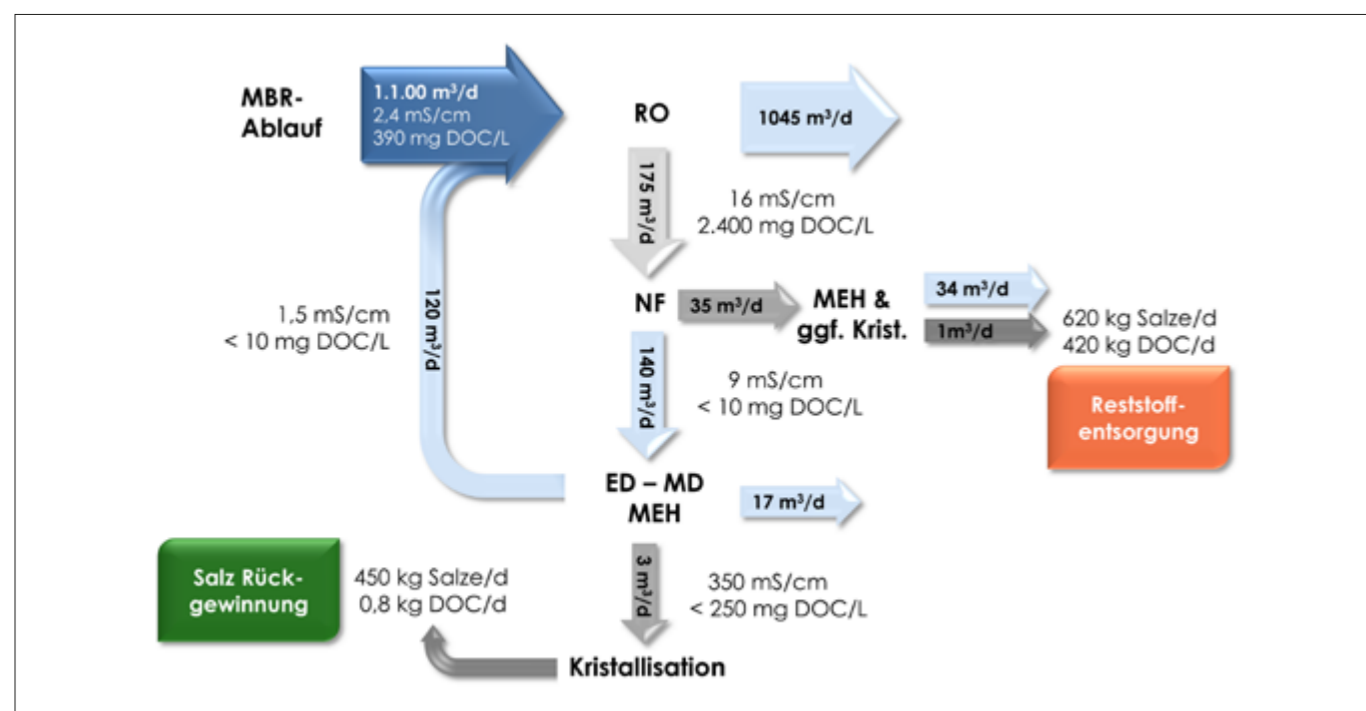 MBR-
Ablauf
1.1.00 m³/d
2,4 mS/cm
390 mg DOC/L
RO
1045 m³/d
175 m³/d
16 mS/cm
2.400 mg DOC/L
120 m³/d
1,5 mS/cm
< 10 mg DOC/L
NF
35 m³/d
MEH &
ggf. Krist.
34 m³/d
1m³/d
620 kg Salze/d
420 kg DOC/d
Reststoff-
entsorgung
140 m³/d
9 mS/cm
< 10 mg DOC/L
ED – MD
MEH
17 m³/d
3 m³/d
350 mS/cm
< 250 mg DOC/L
Salz Rück-
gewinnung
450 kg Salze/d
0,8 kg DOC/d
Kristallisation